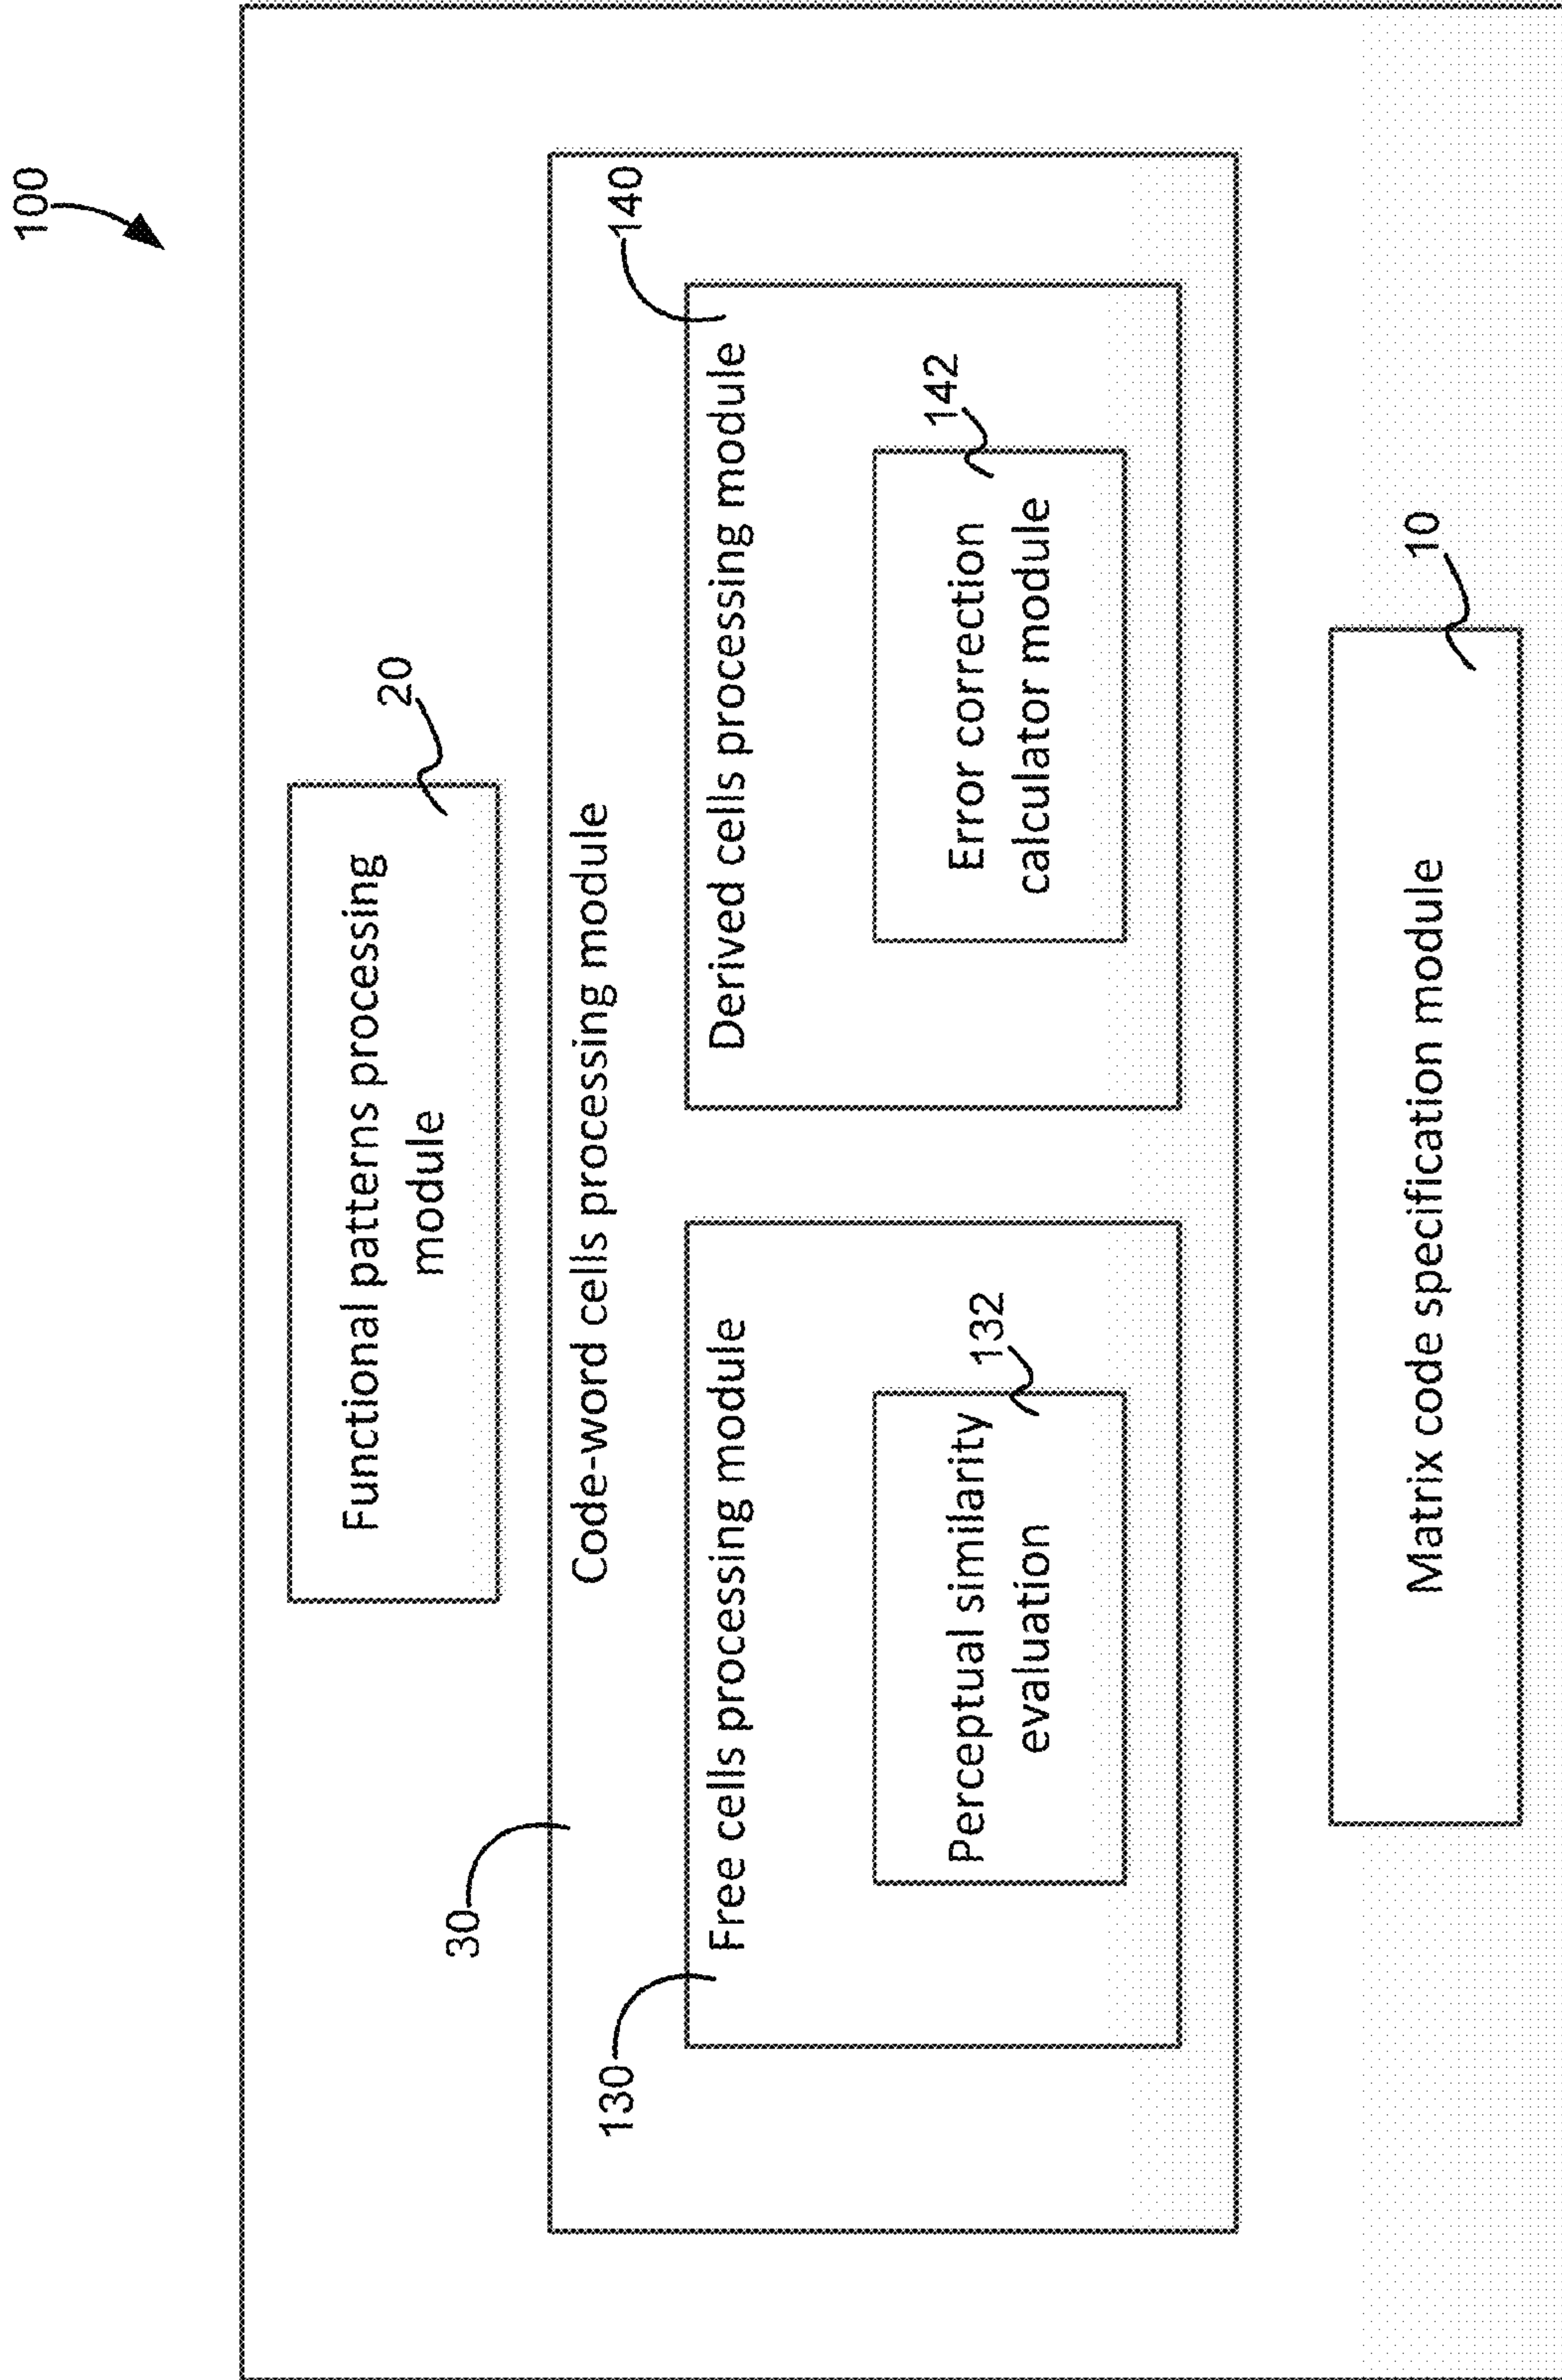 100
20
Functional patterns processing
module
30
Code-word cells processing module
130
Free cells processing module
132
Perceptual similarity
evaluation
140
Derived cells processing module
142
Error correction
calculator module
10
Matrix code specification module